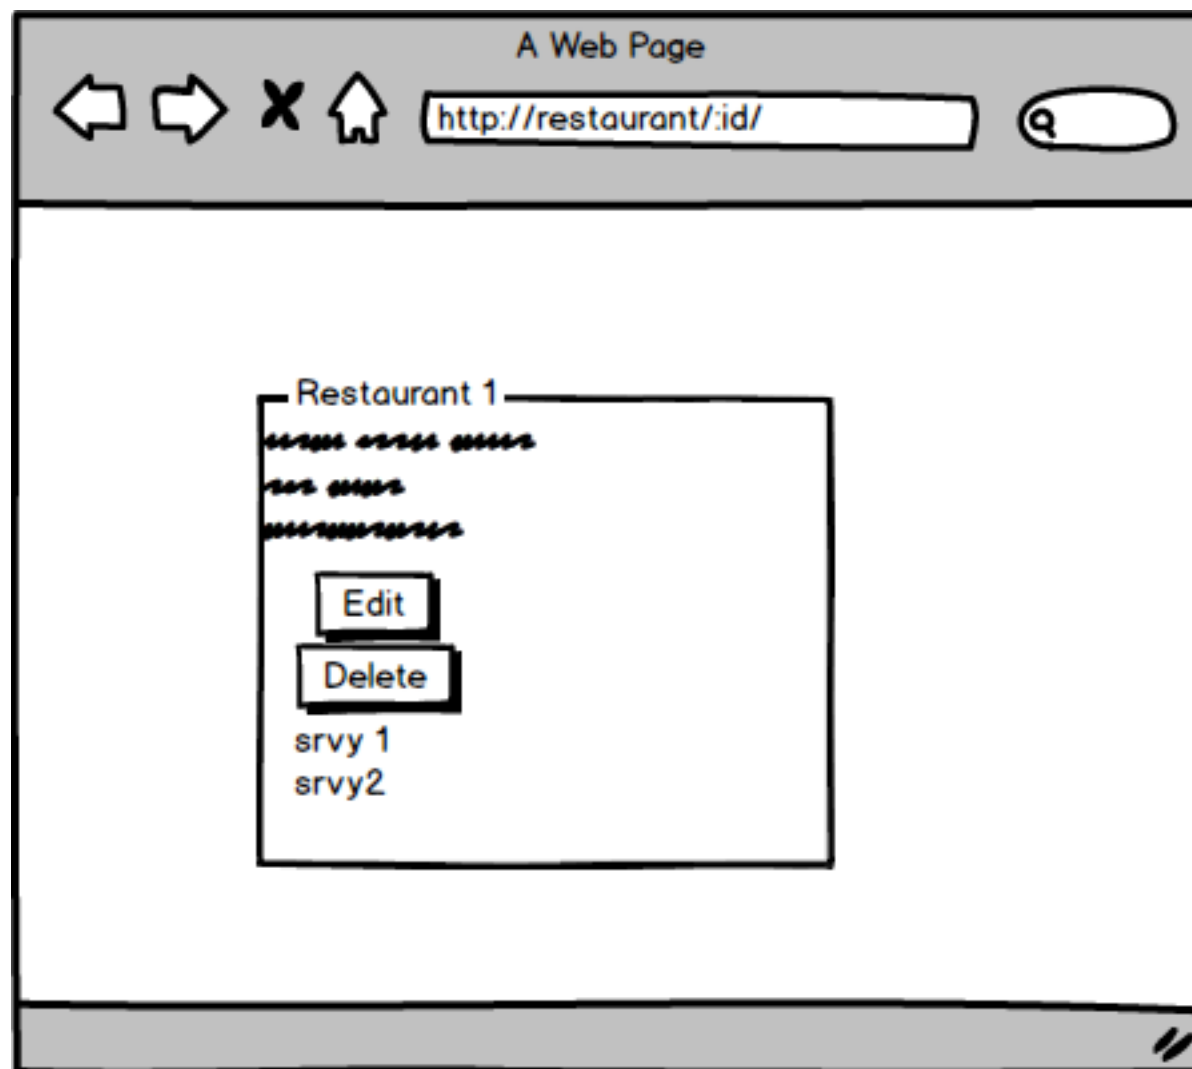 A Web Page
http://restaurant/:id/
Restaurant 1
Edit
Delete
srvy 1
srvy2